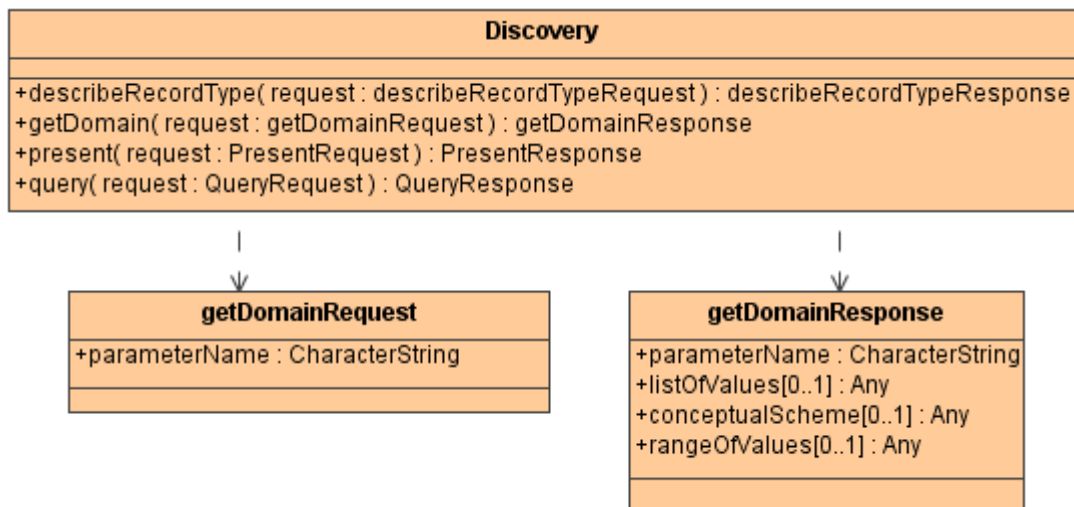 Discovery
+describeRecordType( request : describeRecordTypeRequest ) : describeRecordTypeResponse
+getDomain( request : getDomainRequest ) : getDomainResponse
+present( request : PresentRequest ) : PresentResponse
+query( request : QueryRequest ) : QueryResponse
getDomainRequest
+parameterName : CharacterString
getDomainResponse
+parameterName : CharacterString
+listOfValues[0..1] : Any
+conceptualScheme[0..1] : Any
+rangeOfValues[0..1] : Any